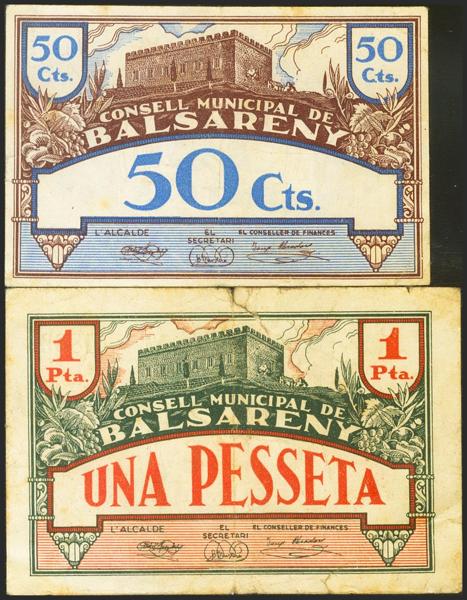 50 Cts.
50 Cts.
CONSELL MUNICIPAL DE
BALSARENY
50 Cts.
L'ALCALDE
EL SECRETARI
EL CONSELLER DE FINANCES
1 Pta.
1 Pta.
CONSELL MUNICIPAL DE
BALSARENY
UNA PESSETA
L'ALCALDE
EL SECRETARI
EL CONSELLER DE FINANCES